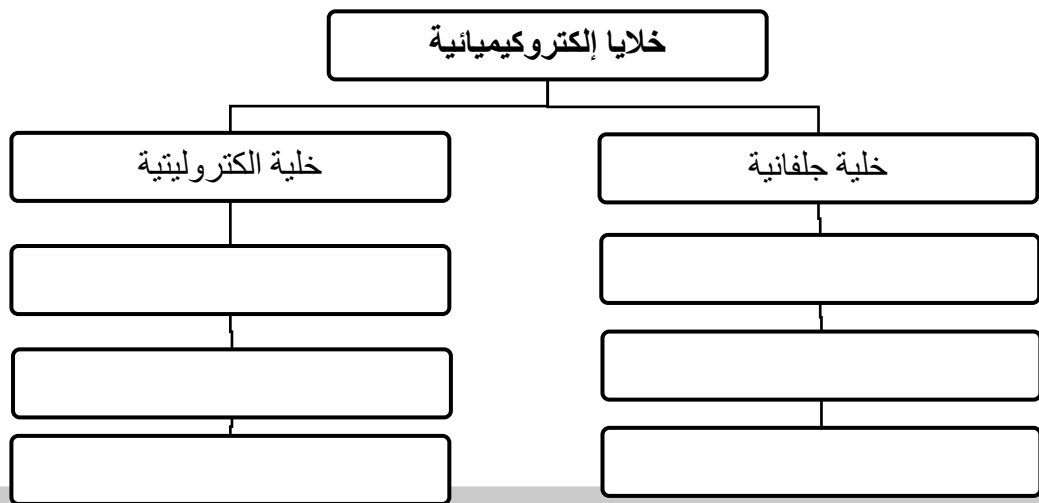 خلايا إلكتروكيميائية
خلية جلفانية
خلية الكتروليتية